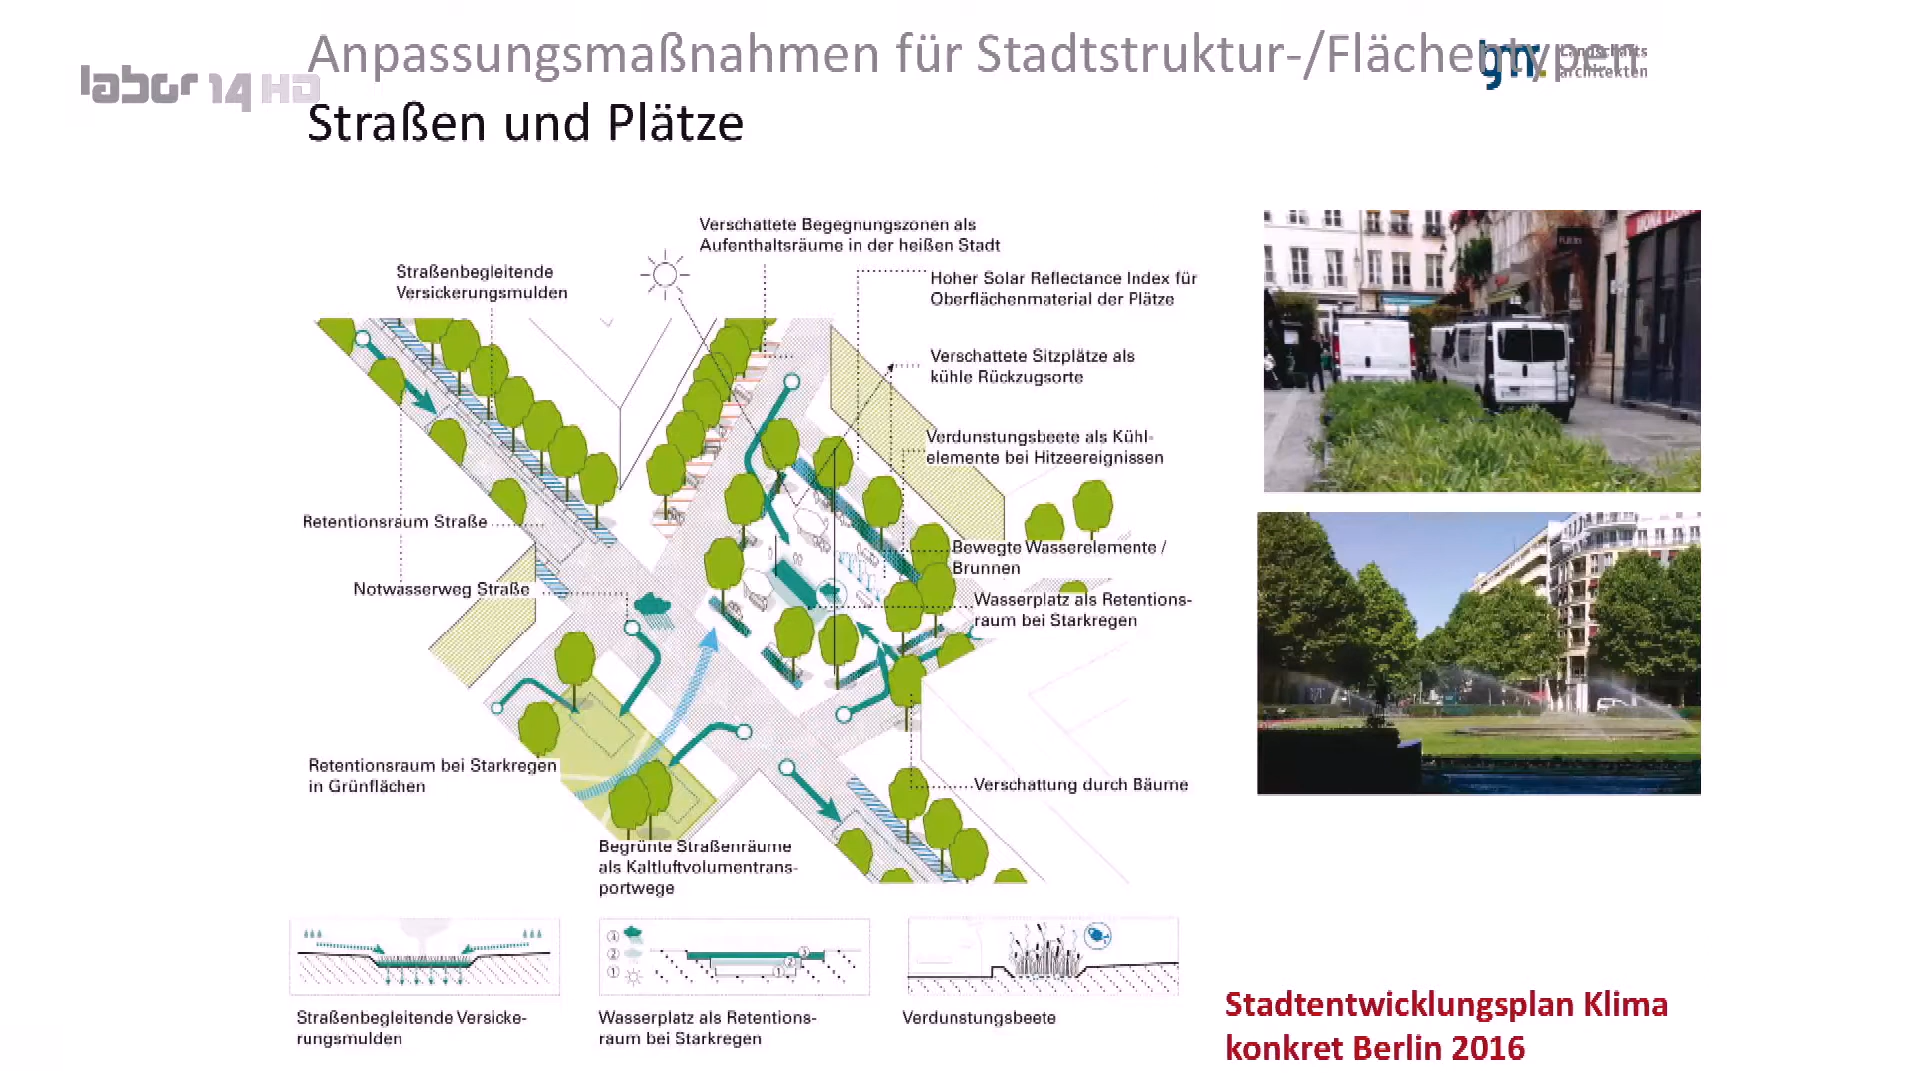 Anpassungsmaßnahmen für Stadtstruktur-/Flächentypen
labor 14 HD
gm.
Landschafts
architekten
Straßen und Plätze
Verschattete Begegnungszonen als
Aufenthaltsräume in der heißen Stadt
Straßenbegleitende
Versickerungsmulden
Hoher Solar Reflectance Index für
Oberflächenmaterial der Plätze
Verschattete Sitzplätze als
kühle Rückzugsorte
Verdunstungsbeete als Kühl-
elemente bei Hitzeereignissen
Retentionsraum Straße
Bewegte Wasserelemente /
Brunnen
Notwasserweg Straße
Wasserplatz als Retentions-
raum bei Starkregen
Retentionsraum bei Starkregen
in Grünflächen
Verschattung durch Bäume
Begrünte Straßenräume
als Kaltluftvolumentrans-
portwege
Straßenbegleitende Versicke-
rungsmulden
Wasserplatz als Retentions-
raum bei Starkregen
Verdunstungsbeete
Stadtentwicklungsplan Klima
konkret Berlin 2016